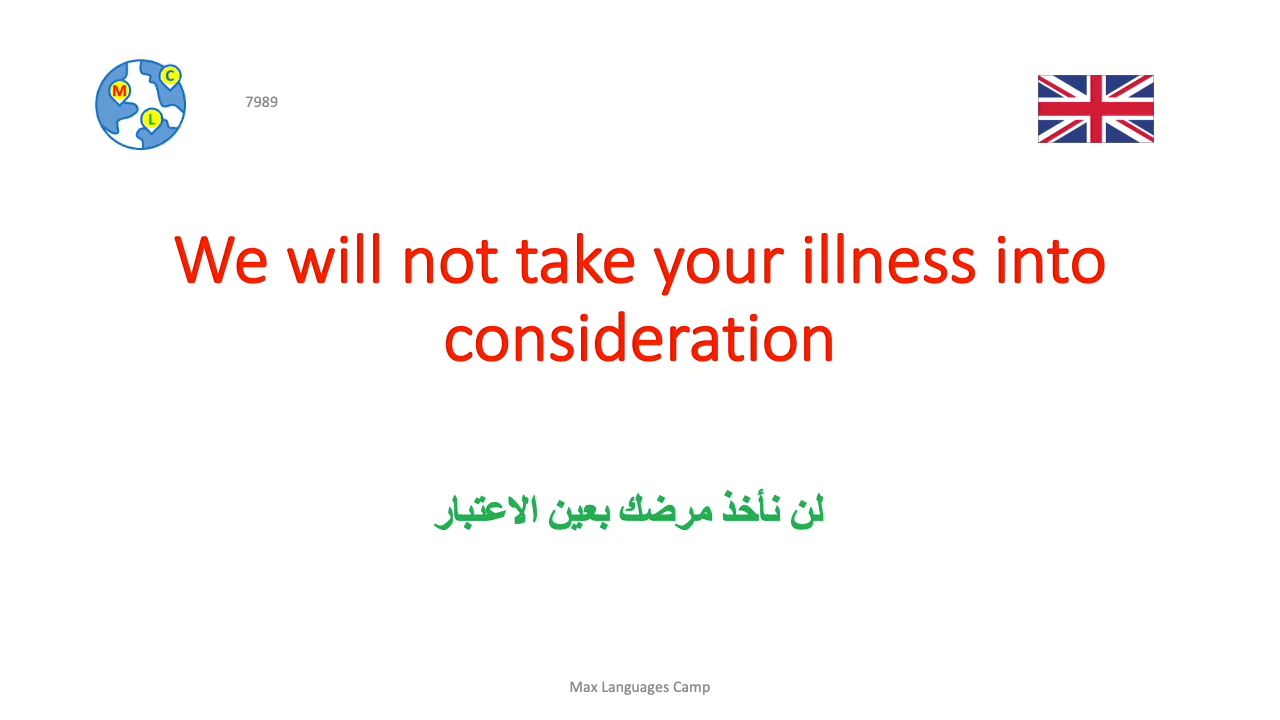 M
C
L
7989
We will not take your illness into
consideration
لن نأخذ مرضك بعين الاعتبار
Max Languages Camp